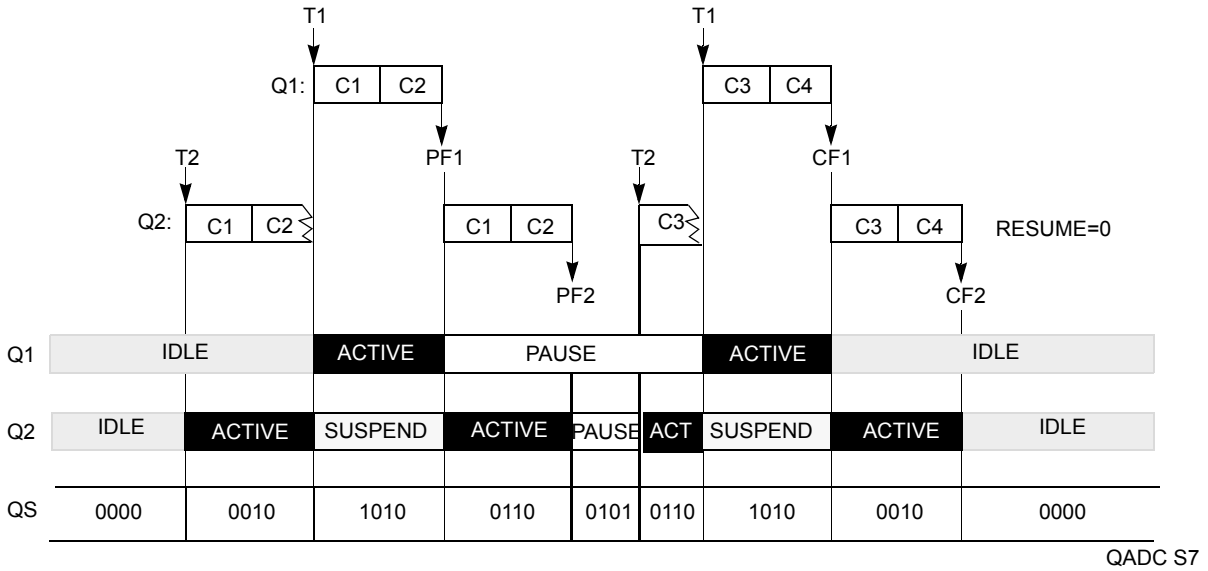 T1 T1
Q1: C1 C2 C3 C4
T2 PF1 T2 CF1
Q2: C1 C2 C1 C2 C3 C3 C4 RESUME=0
PF2 CF2
Q1 IDLE ACTIVE PAUSE ACTIVE IDLE
Q2 IDLE ACTIVE SUSPEND ACTIVE PAUSE ACT SUSPEND ACTIVE IDLE
QS 0000 0010 1010 0110 0101 0110 1010 0010 0000
QADC S7